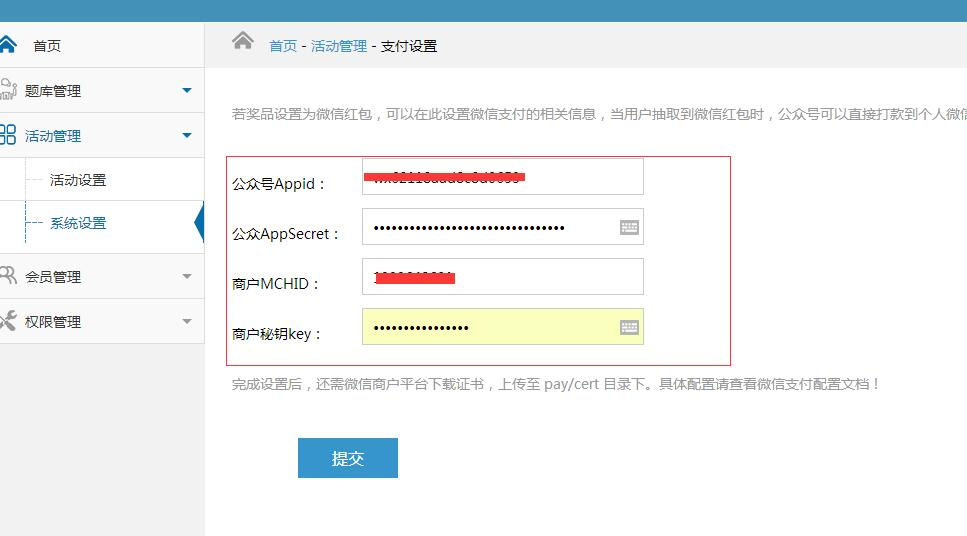 首页
首页 - 活动管理 - 支付设置
题库管理
活动管理
活动设置
系统设置
会员管理
权限管理
若奖品设置为微信红包，可以在此设置微信支付的相关信息，当用户抽取到微信红包时，公众号可以直接打款到个人微信
公众号Appid：
公众AppSecret：
••••••••••••••••••••••••••••••••
商户MCHID：
商户秘钥key：
••••••••••••••••
完成设置后，还需微信商户平台下载证书，上传至 pay/cert 目录下。具体配置请查看微信支付配置文档！
提交